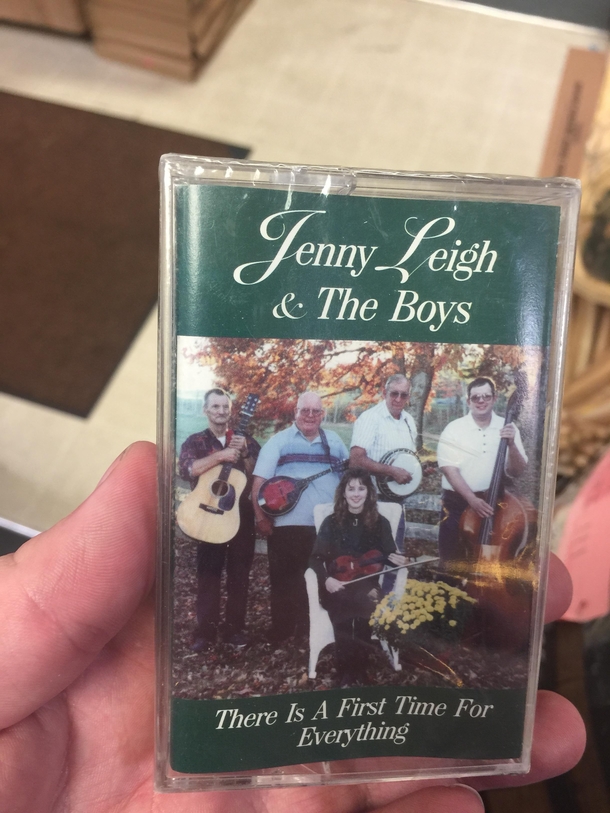 Jenny Leigh
& The Boys
There Is A First Time For
Everything